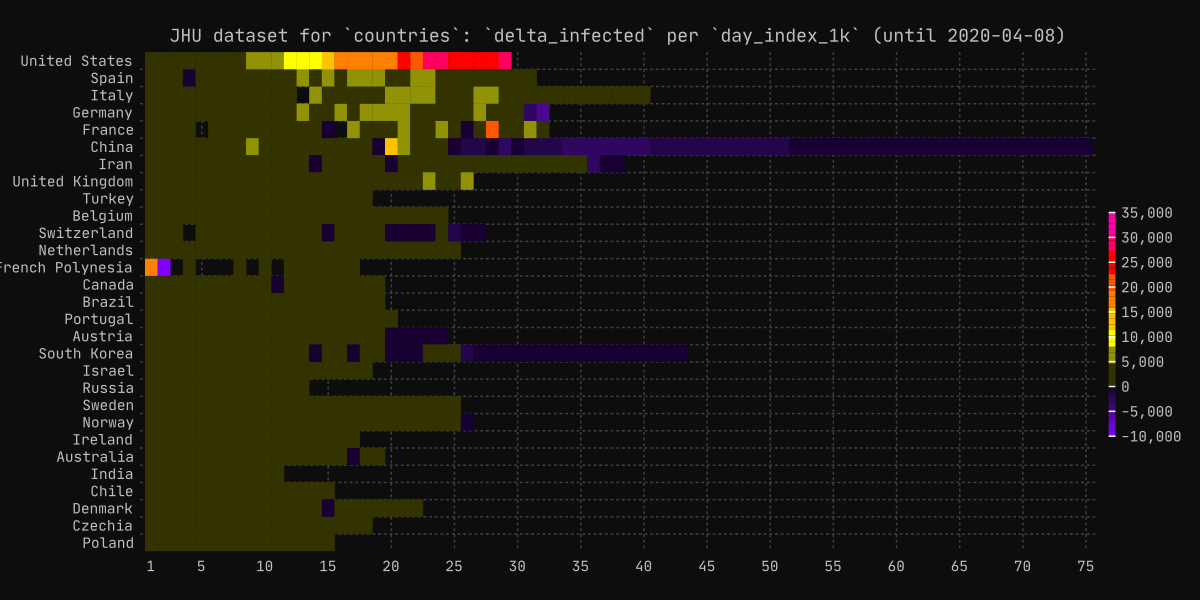 JHU dataset for `countries`: `delta_infected` per `day_index_1k` (until 2020-04-08)
United States
Spain
Italy
Germany
France
China
Iran
United Kingdom
Turkey
Belgium
Switzerland
Netherlands
French Polynesia
Canada
Brazil
Portugal
Austria
South Korea
Israel
Russia
Sweden
Norway
Ireland
Australia
India
Chile
Denmark
Czechia
Poland
1 5 10 15 20 25 30 35 40 45 50 55 60 65 70 75
35,000
30,000
25,000
20,000
15,000
10,000
5,000
0
-5,000
-10,000